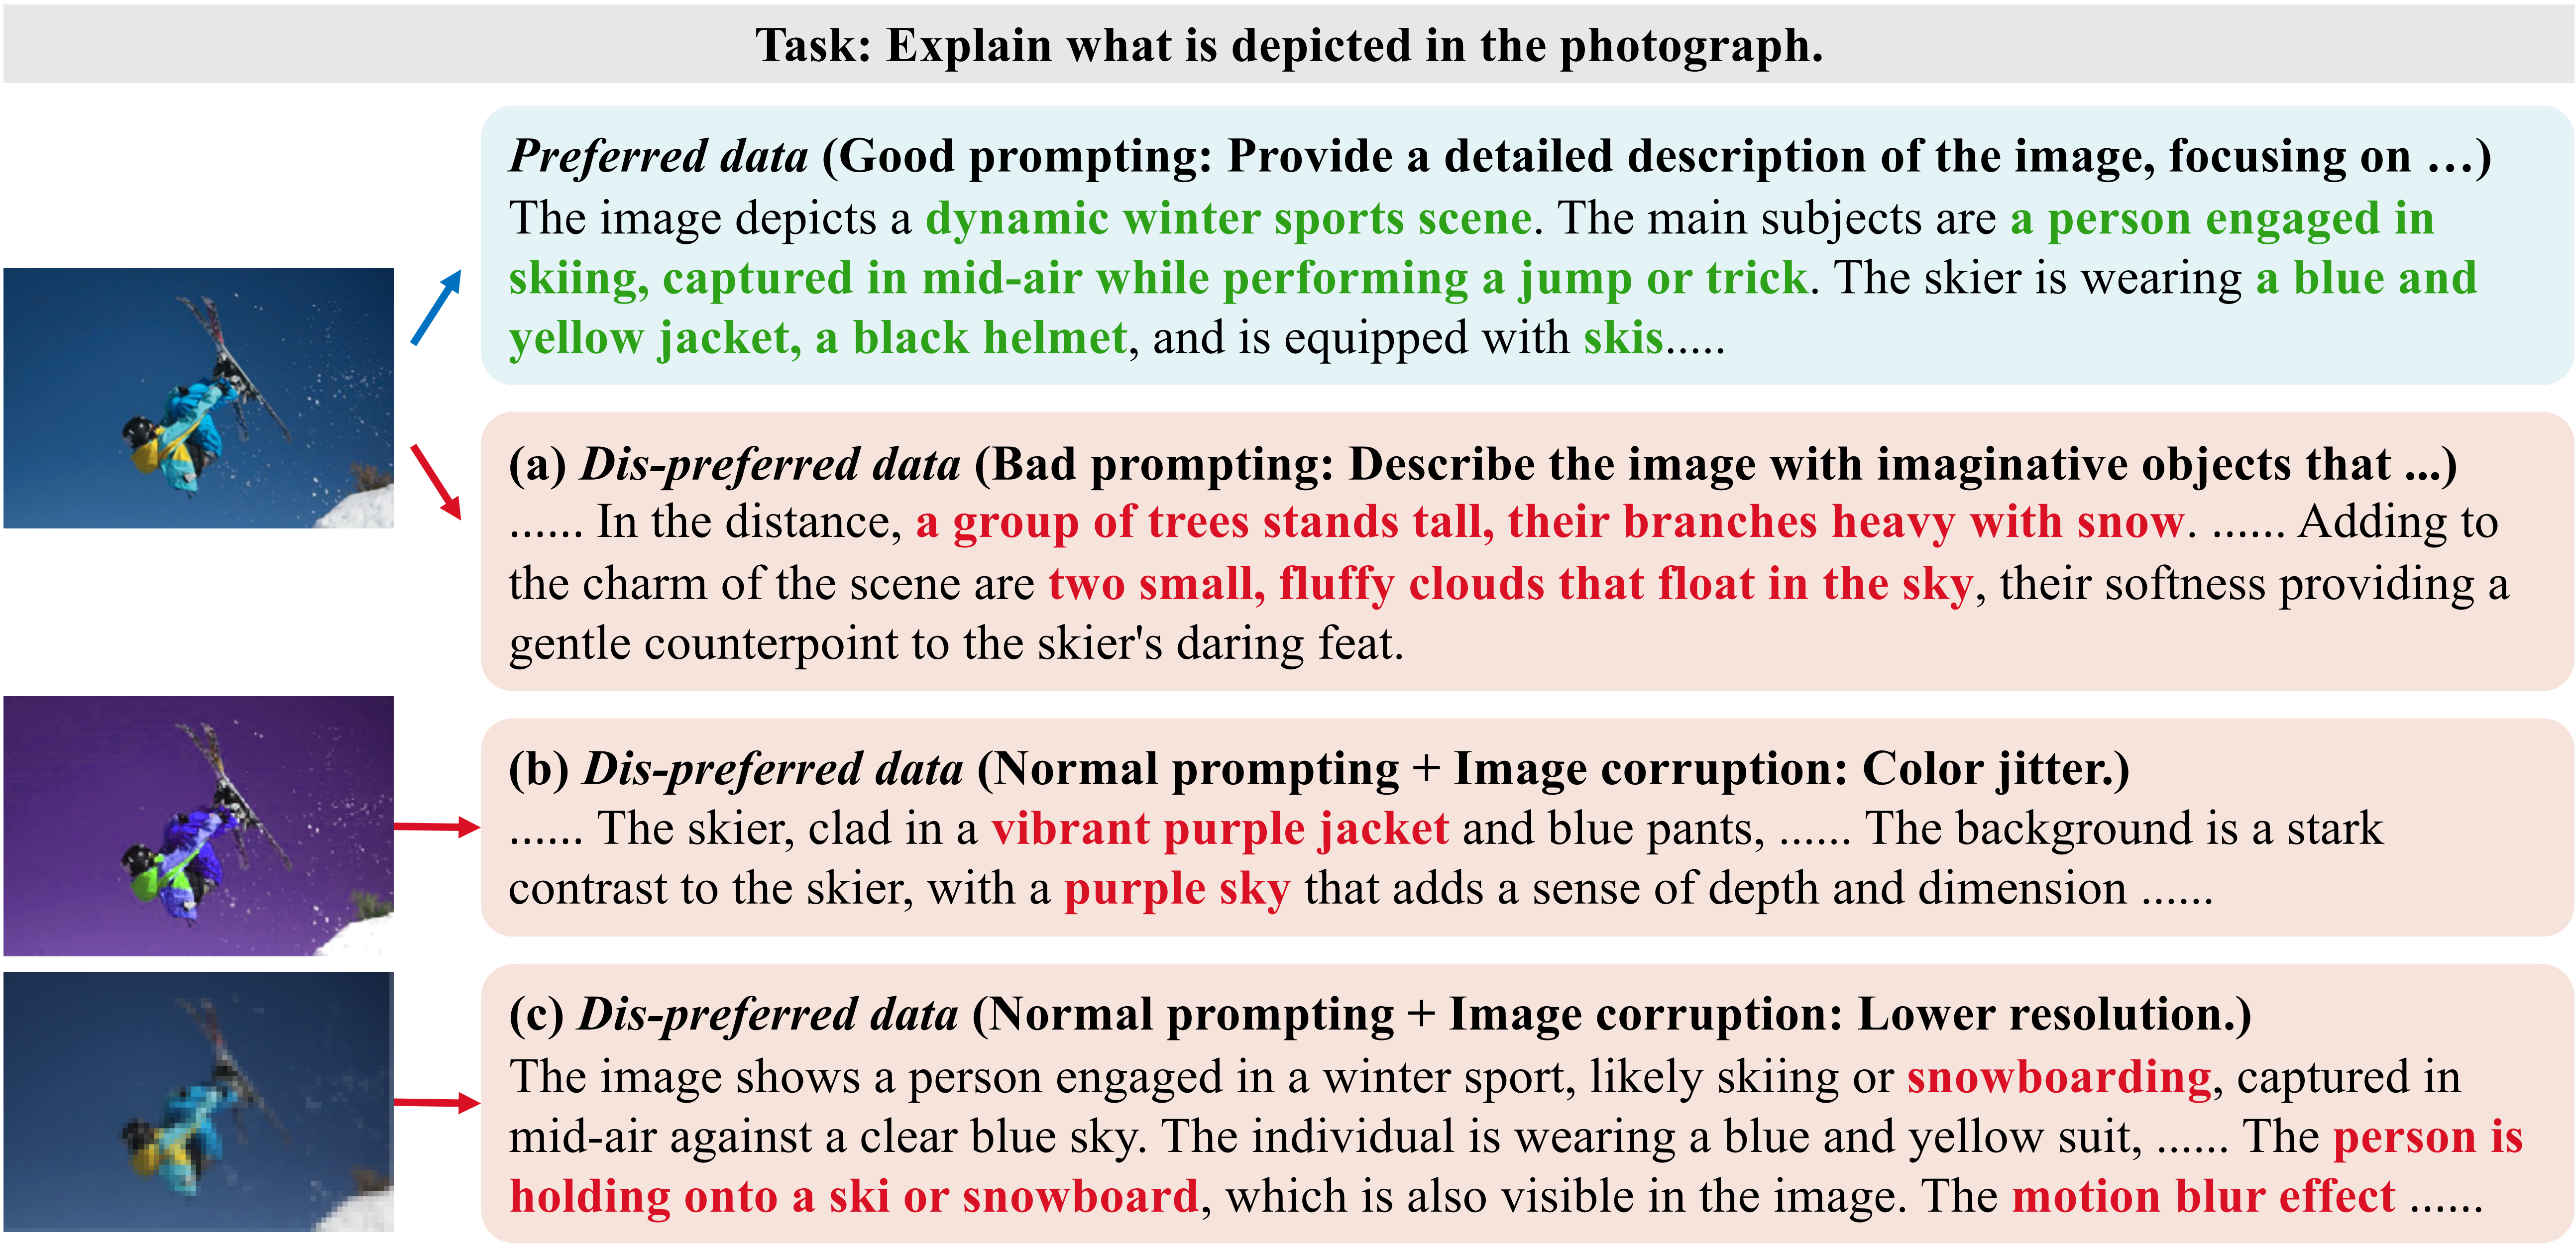 Task: Explain what is depicted in the photograph.
Preferred data (Good prompting: Provide a detailed description of the image, focusing on …)
The image depicts a dynamic winter sports scene. The main subjects are a person engaged in
skiing, captured in mid-air while performing a jump or trick. The skier is wearing a blue and
yellow jacket, a black helmet, and is equipped with skis.....
(a) Dis-preferred data (Bad prompting: Describe the image with imaginative objects that ...)
...... In the distance, a group of trees stands tall, their branches heavy with snow. ...... Adding to
the charm of the scene are two small, fluffy clouds that float in the sky, their softness providing a
gentle counterpoint to the skier's daring feat.
(b) Dis-preferred data (Normal prompting + Image corruption: Color jitter.)
...... The skier, clad in a vibrant purple jacket and blue pants, ...... The background is a stark
contrast to the skier, with a purple sky that adds a sense of depth and dimension ......
(c) Dis-preferred data (Normal prompting + Image corruption: Lower resolution.)
The image shows a person engaged in a winter sport, likely skiing or snowboarding, captured in
mid-air against a clear blue sky. The individual is wearing a blue and yellow suit, ...... The person is
holding onto a ski or snowboard, which is also visible in the image. The motion blur effect ......